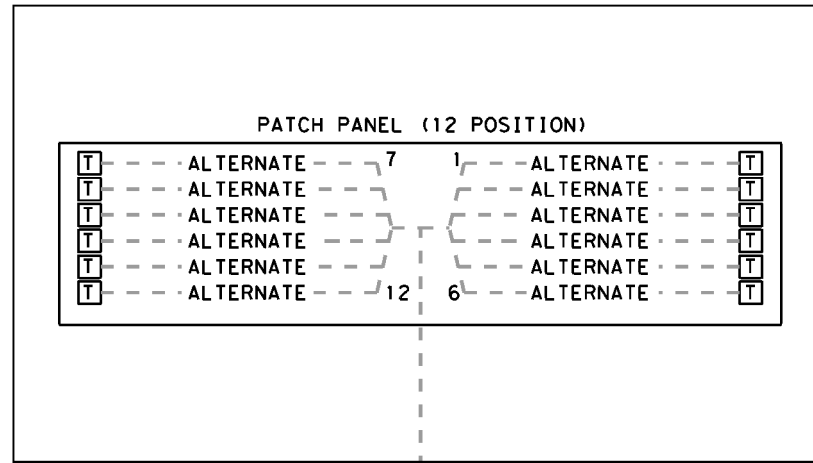 PATCH PANEL (12 POSITION)
T ALTERNATE 7 1 ALTERNATE T
T ALTERNATE ALTERNATE T
T ALTERNATE ALTERNATE T
T ALTERNATE ALTERNATE T
T ALTERNATE ALTERNATE T
T ALTERNATE 12 6 ALTERNATE T